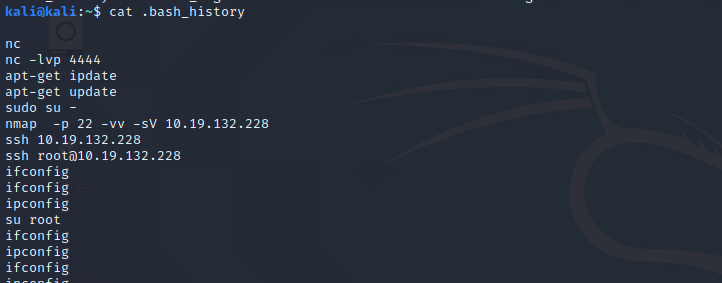 kali@kali:~$ cat .bash_history
nc
nc -lvp 4444
apt-get ipdate
apt-get update
sudo su -
nmap  -p 22 -vv -sV 10.19.132.228
ssh 10.19.132.228
ssh root@10.19.132.228
ifconfig
ifconfig
ipconfig
su root
ifconfig
ipconfig
ifconfig
ipconfig